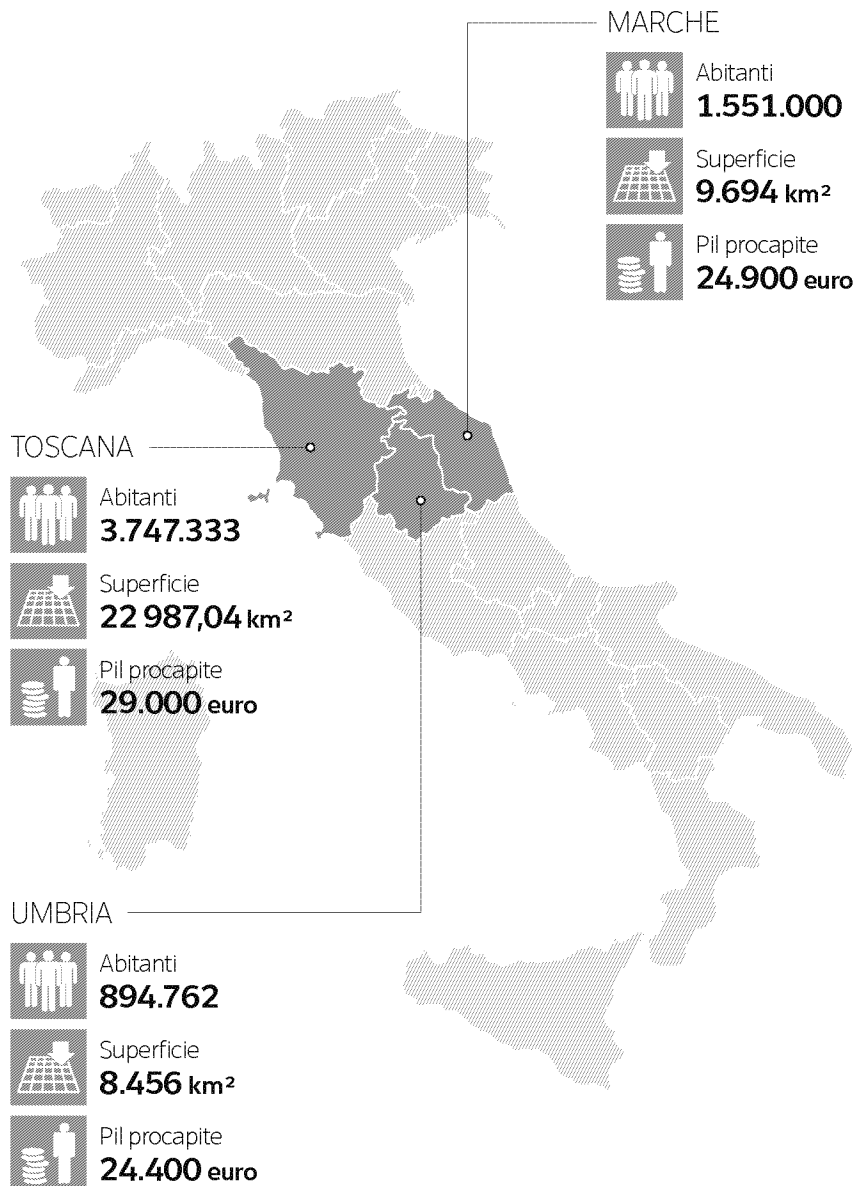 MARCHE
Abitanti
1.551.000
Superficie
9.694 km²
Pil procapite
24.900 euro
TOSCANA
Abitanti
3.747.333
Superficie
22 987,04 km²
Pil procapite
29.000 euro
UMBRIA
Abitanti
894.762
Superficie
8.456 km²
Pil procapite
24.400 euro